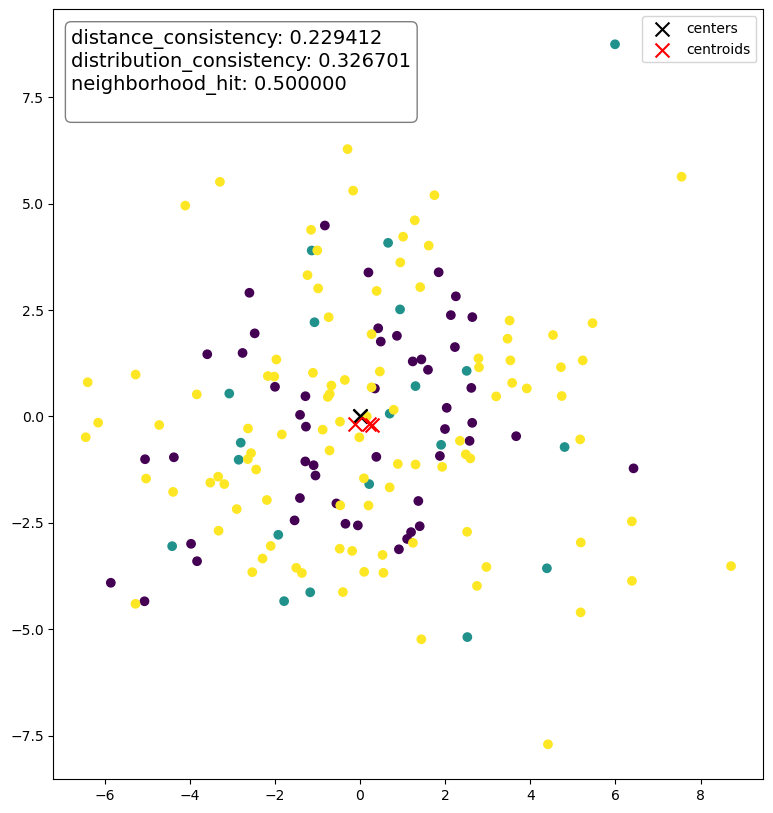 distance_consistency: 0.229412
distribution_consistency: 0.326701
neighborhood_hit: 0.500000
centers
centroids
7.5
5.0
2.5
0.0
−2.5
−5.0
−7.5
−6 −4 −2 0 2 4 6 8